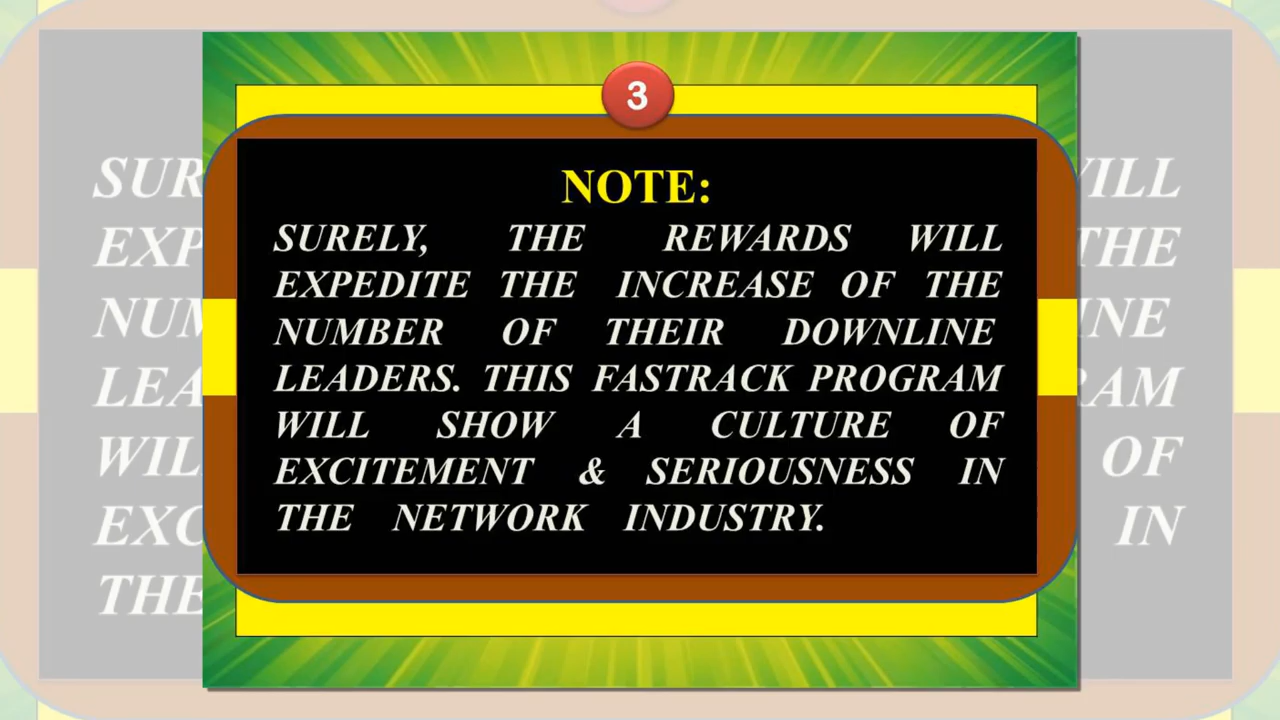 3
NOTE:
SURELY, THE REWARDS WILL
EXPEDITE THE INCREASE OF THE
NUMBER OF THEIR DOWNLINE
LEADERS. THIS FASTRACK PROGRAM
WILL SHOW A CULTURE OF
EXCITEMENT & SERIOUSNESS IN
THE NETWORK INDUSTRY.